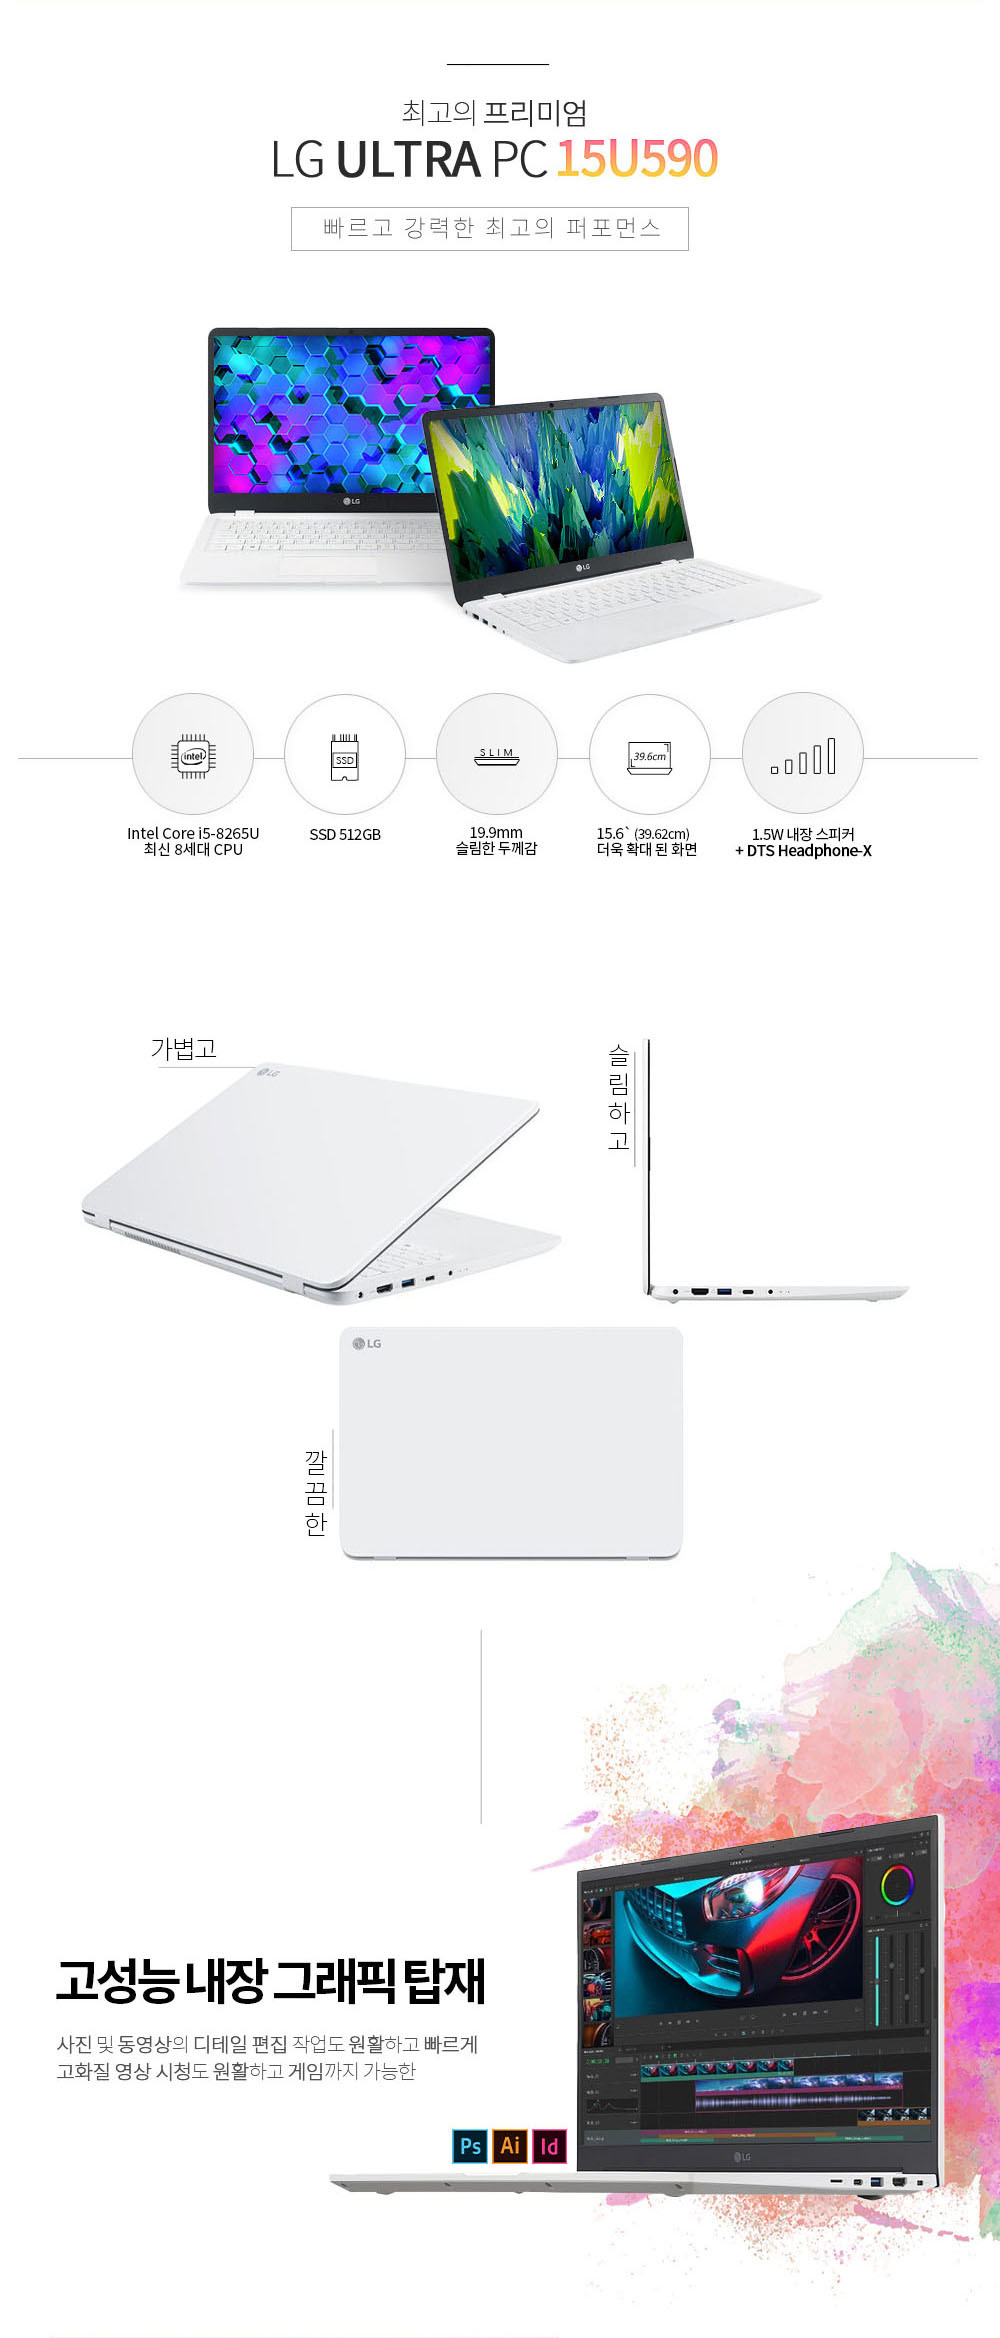 최고의 프리미엄
LG ULTRA PC 15U590
빠르고 강력한 최고의 퍼포먼스
LG
LG
intel
SSD
SLIM
39.6cm
Intel Core i5-8265U
최신 8세대 CPU
SSD 512GB
19.9mm
슬림한 두께감
15.6` (39.62cm)
더욱 확대 된 화면
1.5W 내장 스피커
+ DTS Headphone-X
가볍고
LG
슬림하고
LG
깔끔한
고성능 내장 그래픽 탑재
사진 및 동영상의 디테일 편집 작업도 원활하고 빠르게
고화질 영상 시청도 원활하고 게임까지 가능한
Ps Ai Id
LG